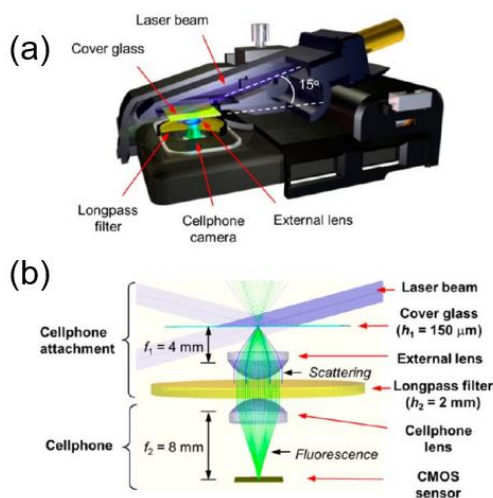 (a)
Laser beam
Cover glass
15°
Longpass
filter
Cellphone
camera
External lens
(b)
Laser beam
Cellphone
attachment
f₁ = 4 mm
Cover glass
(h₁ = 150 μm)
External lens
Scattering
Longpass filter
(h₂ = 2 mm)
Cellphone
f₂ = 8 mm
Cellphone
lens
Fluorescence
CMOS
sensor